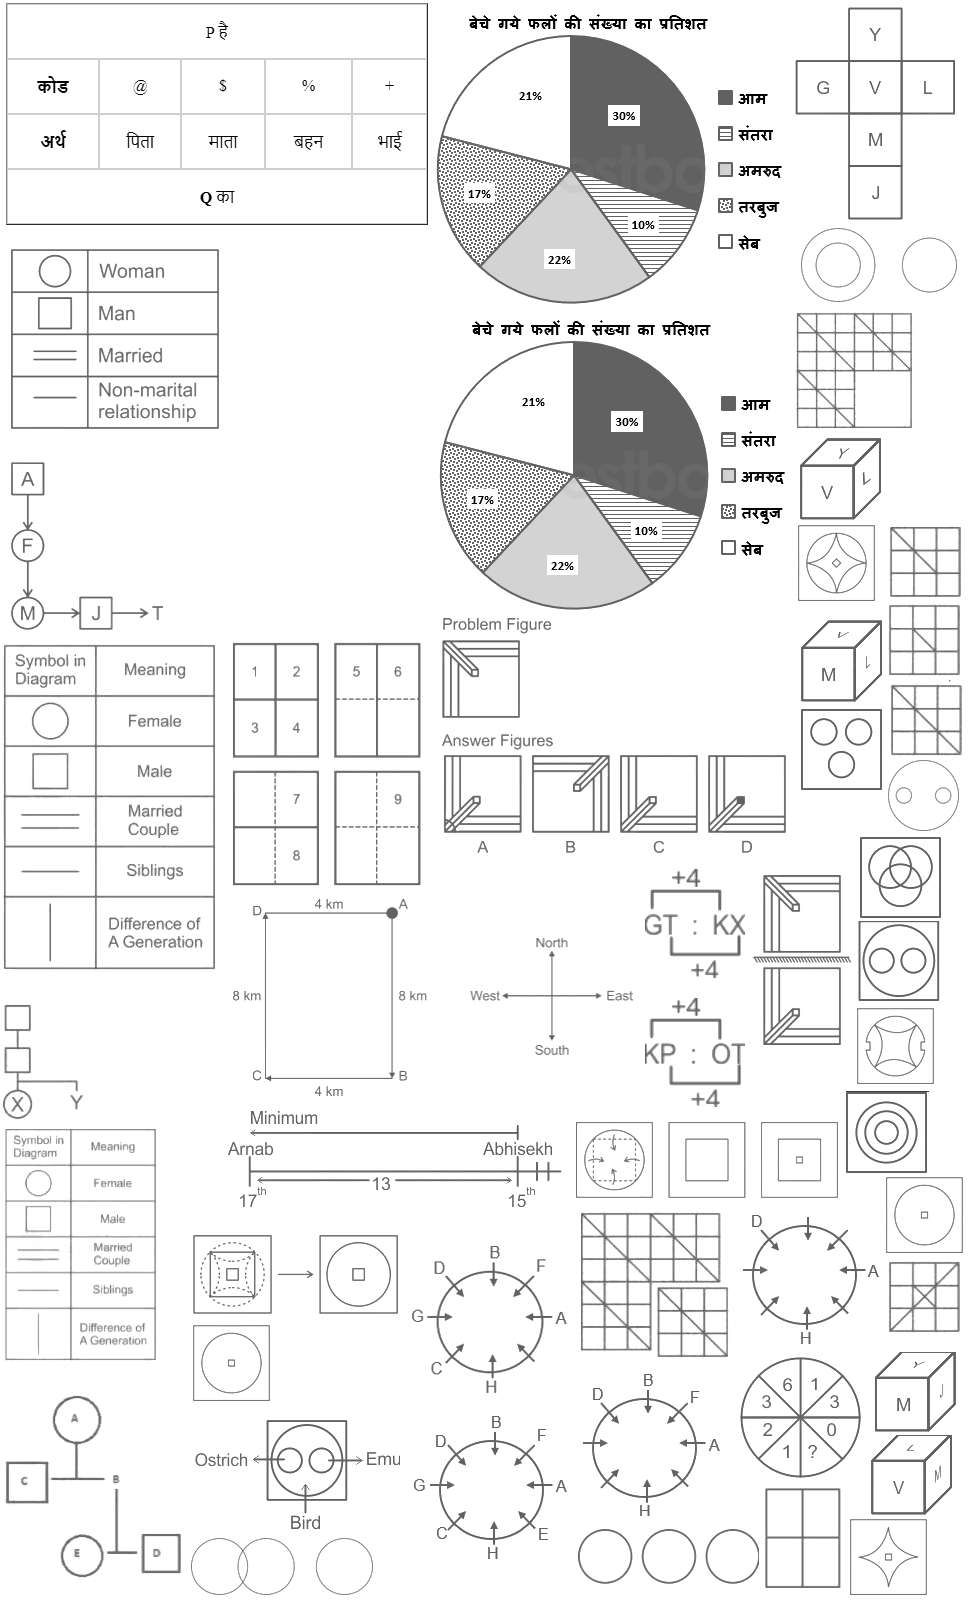 P है
कोड @ $ % +
अर्थ पिता माता बहन भाई
Q का
बेचे गये फलों की संख्या का प्रतिशत
21%
30%
17%
10%
22%
आम
संतरा
अमरुद
तरबुज
सेब
Y
G V L
M
J
Woman
Man
Married
Non-marital
relationship
बेचे गये फलों की संख्या का प्रतिशत
21%
30%
17%
10%
22%
आम
संतरा
अमरुद
तरबुज
सेब
Y
V L
A
F
M J T
Symbol in
Diagram
Meaning
Female
Male
Married
Couple
Siblings
Difference of
A Generation
1 2
3 4
5 6
7
8
9
Problem Figure
Answer Figures
A B C D
V
M L
D 4 km A
8 km 8 km
C 4 km B
North
West East
South
+4
GT : KX
+4
+4
KP : OT
+4
X Y
Minimum
Arnab Abhisekh
13
17th 15th
Symbol in
Diagram
Meaning
Female
Male
Married
Couple
Siblings
Difference of
A Generation
D B F
G A
C H
D
A
H
A
C B
E D
Ostrich Emu
Bird
D B F
G A
C H E
D B F
A
H
6 1
3 3
2 0
1 ?
Y
M J
L
V M